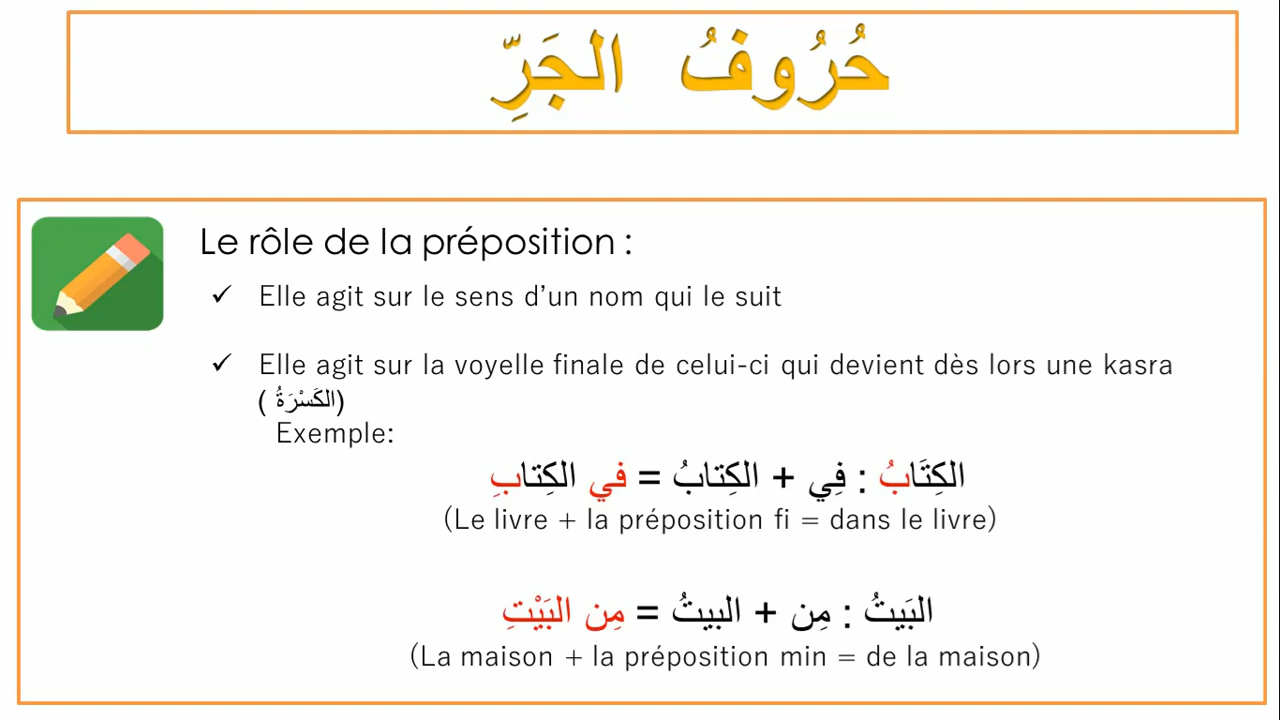 حُرُوفُ الجَرِّ
Le rôle de la préposition :
✓ Elle agit sur le sens d’un nom qui le suit
✓ Elle agit sur la voyelle finale de celui-ci qui devient dès lors une kasra
( الكَسْرَةُ)
Exemple:
الكِتَابُ : فِي + الكِتابُ = في الكِتابِ
(Le livre + la préposition fi = dans le livre)
البَيتُ : مِن + البيتُ = مِن البَيْتِ
(La maison + la préposition min = de la maison)